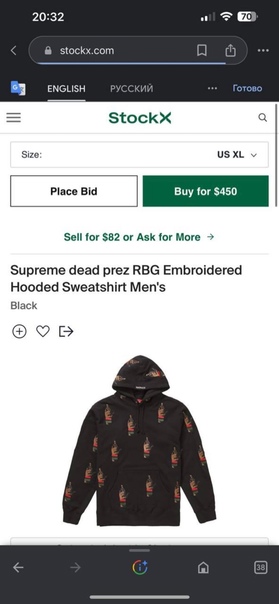 20:32
70
stockx.com
ENGLISH РУССКИЙ ... Готово
StockX
Size: US XL
Place Bid Buy for $450
Sell for $82 or Ask for More →
Supreme dead prez RBG Embroidered
Hooded Sweatshirt Men's
Black
38